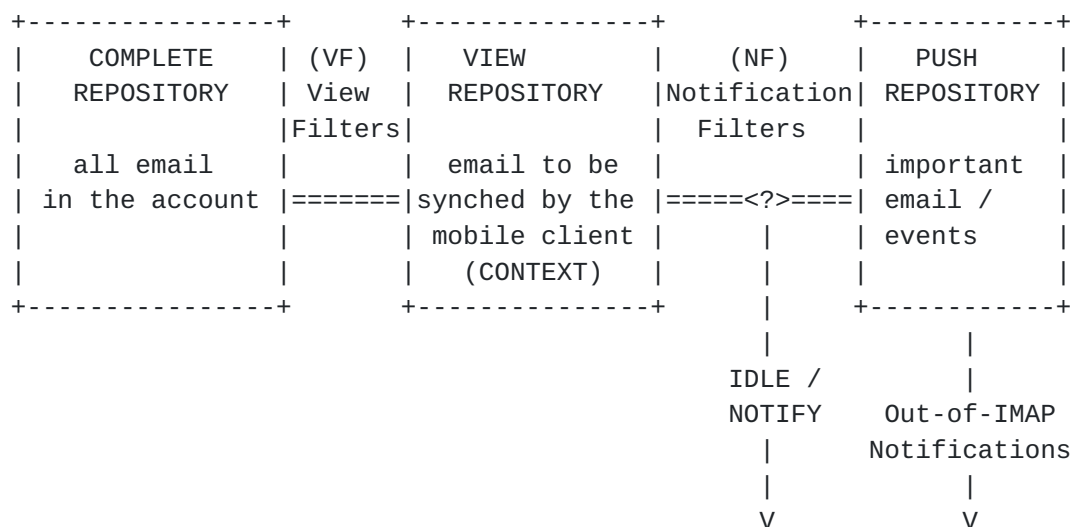 +----------------+       +---------------+            +------------+
|    COMPLETE    | (VF)  |   VIEW        |    (NF)    |   PUSH     |
|   REPOSITORY   | View  |  REPOSITORY   |Notification| REPOSITORY |
|                |Filters|               |  Filters   |            |
|   all email    |       |  email to be  |            | important  |
| in the account |=======|synched by the |=====<?>====| email /    |
|                |       | mobile client |      |     | events     |
|                |       |   (CONTEXT)   |      |     |            |
+----------------+       +---------------+      |     +------------+
                                                |            |
                                              IDLE /         |
                                              NOTIFY    Out-of-IMAP
                                                |      Notifications
                                                |            |
                                                V            V